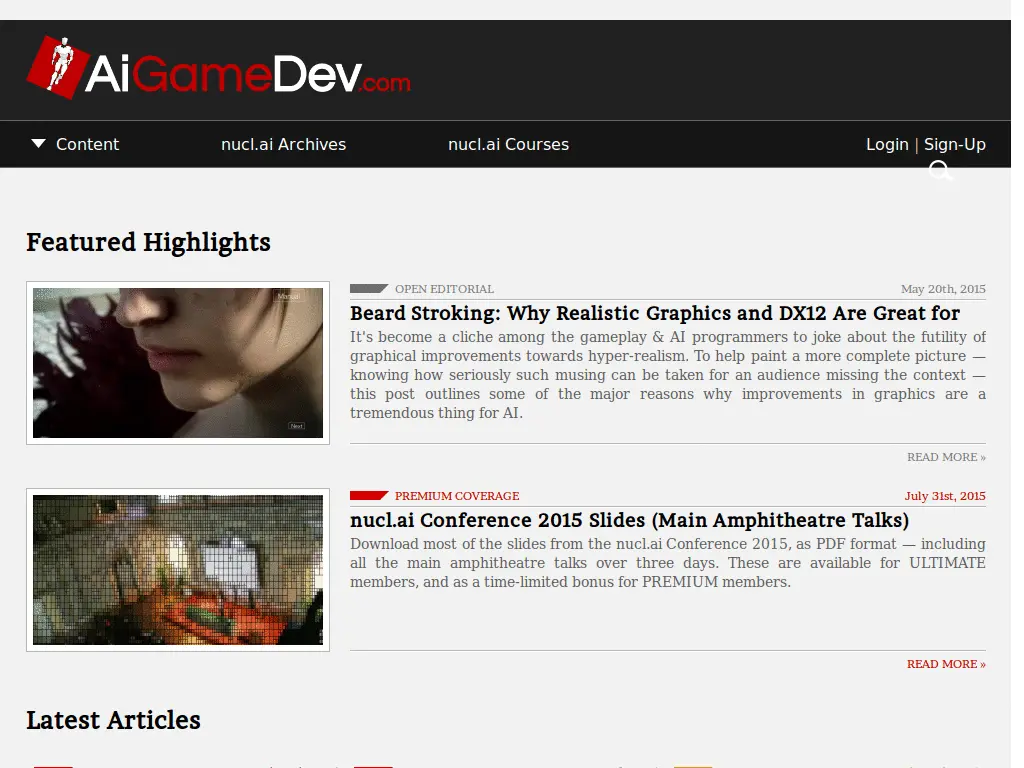 AiGameDev.com
Content
nucl.ai Archives
nucl.ai Courses
Login | Sign-Up
Featured Highlights
Manual
Next
OPEN EDITORIAL
May 20th, 2015
Beard Stroking: Why Realistic Graphics and DX12 Are Great for
It's become a cliche among the gameplay & AI programmers to joke about the futility of
graphical improvements towards hyper-realism. To help paint a more complete picture —
knowing how seriously such musing can be taken for an audience missing the context —
this post outlines some of the major reasons why improvements in graphics are a
tremendous thing for AI.
READ MORE »
PREMIUM COVERAGE
July 31st, 2015
nucl.ai Conference 2015 Slides (Main Amphitheatre Talks)
Download most of the slides from the nucl.ai Conference 2015, as PDF format — including
all the main amphitheatre talks over three days. These are available for ULTIMATE
members, and as a time-limited bonus for PREMIUM members.
READ MORE »
Latest Articles